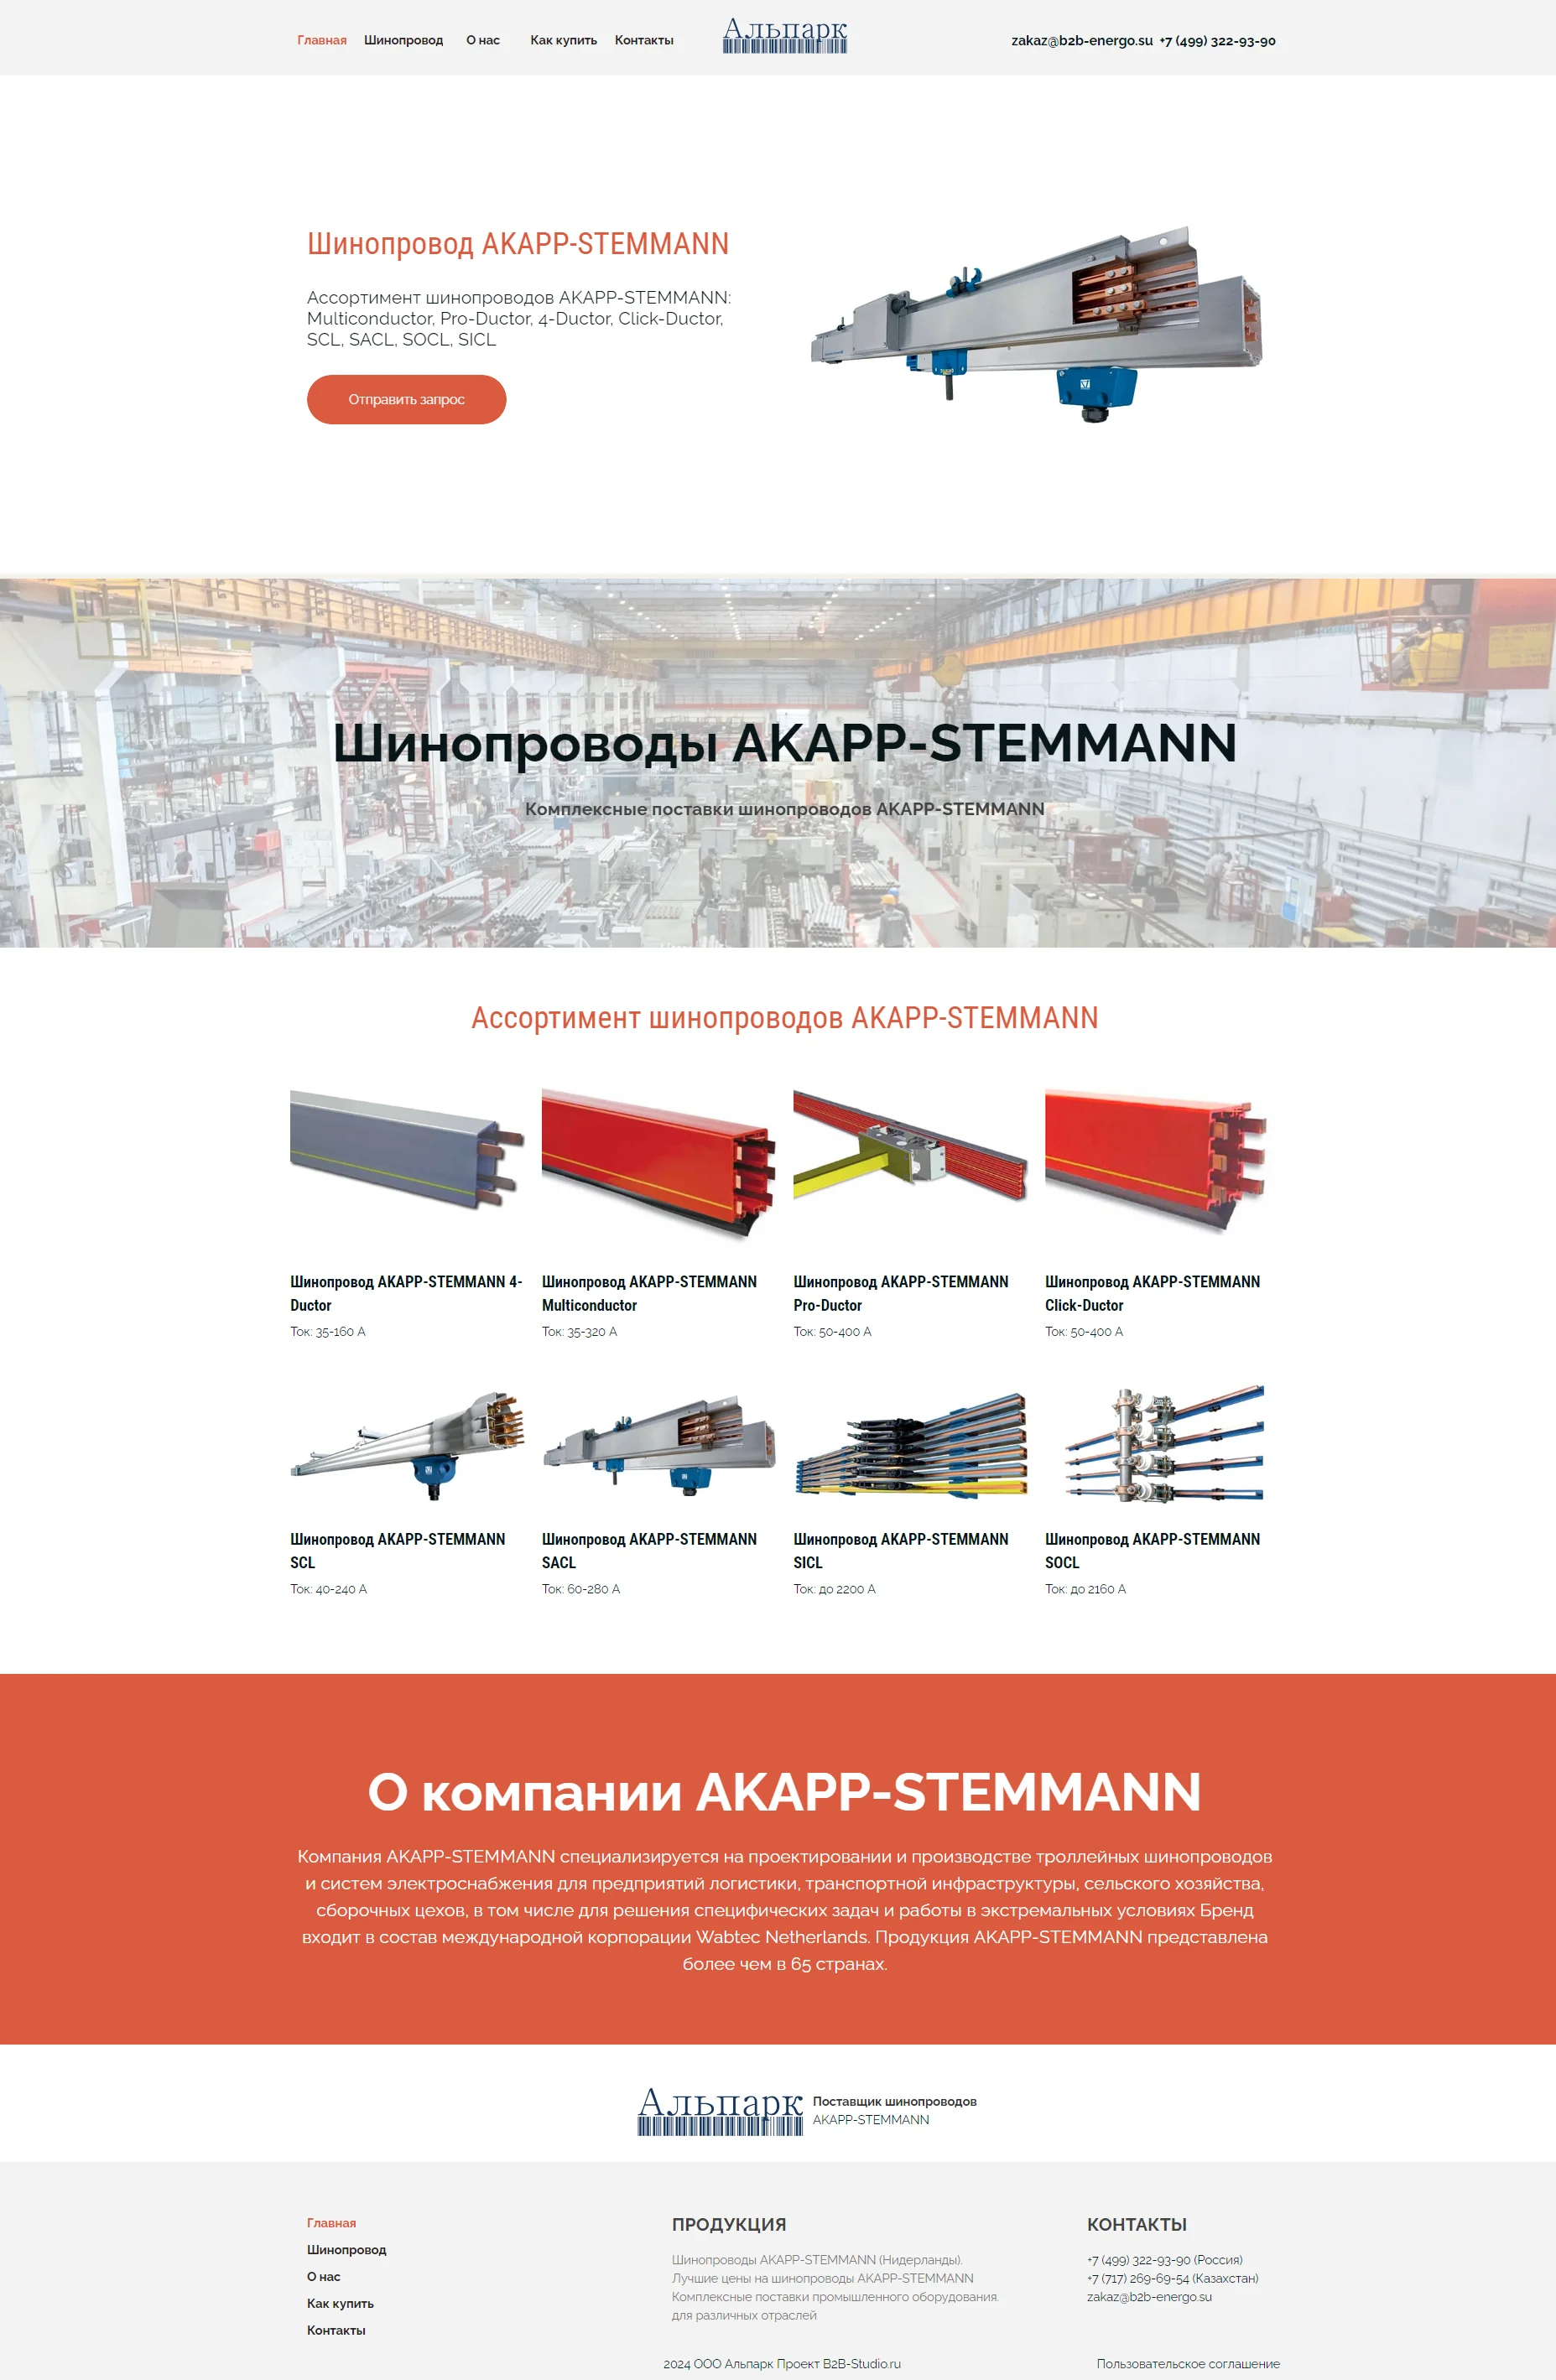 Главная
Шинопровод
О нас
Как купить
Контакты
Альпарк
zakaz@b2b-energo.su
+7 (499) 322-93-90
Шинопровод AKAPP-STEMMANN
Ассортимент шинопроводов AKAPP-STEMMANN:
Multiconductor, Pro-Ductor, 4-Ductor, Click-Ductor,
SCL, SACL, SOCL, SICL
Отправить запрос
Шинопроводы AKAPP-STEMMANN
Комплексные поставки шинопроводов AKAPP-STEMMANN
Ассортимент шинопроводов AKAPP-STEMMANN
Шинопровод AKAPP-STEMMANN 4-
Ductor
Ток: 35-160 А
Шинопровод AKAPP-STEMMANN
Multiconductor
Ток: 35-320 А
Шинопровод AKAPP-STEMMANN
Pro-Ductor
Ток: 50-400 А
Шинопровод AKAPP-STEMMANN
Click-Ductor
Ток: 50-400 А
Шинопровод AKAPP-STEMMANN
SCL
Ток: 40-240 А
Шинопровод AKAPP-STEMMANN
SACL
Ток: 60-280 А
Шинопровод AKAPP-STEMMANN
SICL
Ток: до 2200 А
Шинопровод AKAPP-STEMMANN
SOCL
Ток: до 2160 А
О компании AKAPP-STEMMANN
Компания AKAPP-STEMMANN специализируется на проектировании и производстве троллейных шинопроводов
и систем электроснабжения для предприятий логистики, транспортной инфраструктуры, сельского хозяйства,
сборочных цехов, в том числе для решения специфических задач и работы в экстремальных условиях Бренд
входит в состав международной корпорации Wabtec Netherlands. Продукция AKAPP-STEMMANN представлена
более чем в 65 странах.
Альпарк
Поставщик шинопроводов
AKAPP-STEMMANN
Главная
Шинопровод
О нас
Как купить
Контакты
ПРОДУКЦИЯ
Шинопроводы AKAPP-STEMMANN (Нидерланды).
Лучшие цены на шинопроводы AKAPP-STEMMANN
Комплексные поставки промышленного оборудования.
для различных отраслей
КОНТАКТЫ
+7 (499) 322-93-90 (Россия)
+7 (717) 269-69-54 (Казахстан)
zakaz@b2b-energo.su
2024 ООО Альпарк Проект B2B-Studio.ru
Пользовательское соглашение